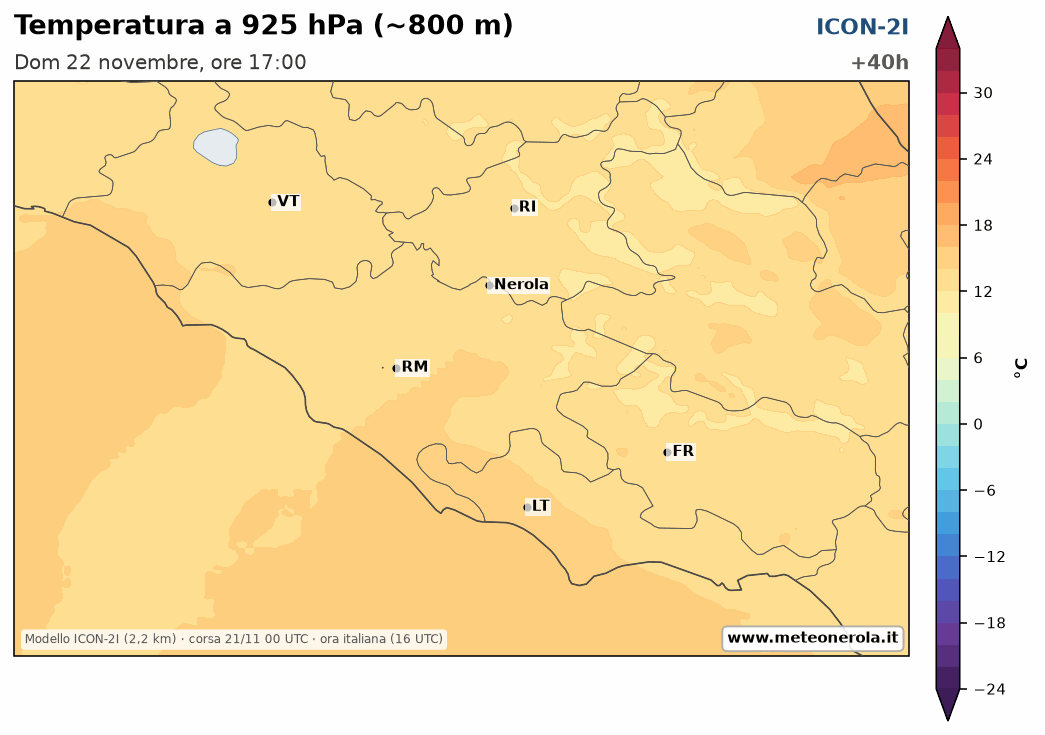 Temperatura a 925 hPa (~800 m)
ICON-2I
Dom 22 novembre, ore 17:00
+40h
VT
RI
Nerola
RM
FR
LT
30
24
18
12
6
0
−6
−12
−18
−24
°C
Modello ICON-2I (2,2 km) · corsa 21/11 00 UTC · ora italiana (16 UTC)
www.meteonerola.it